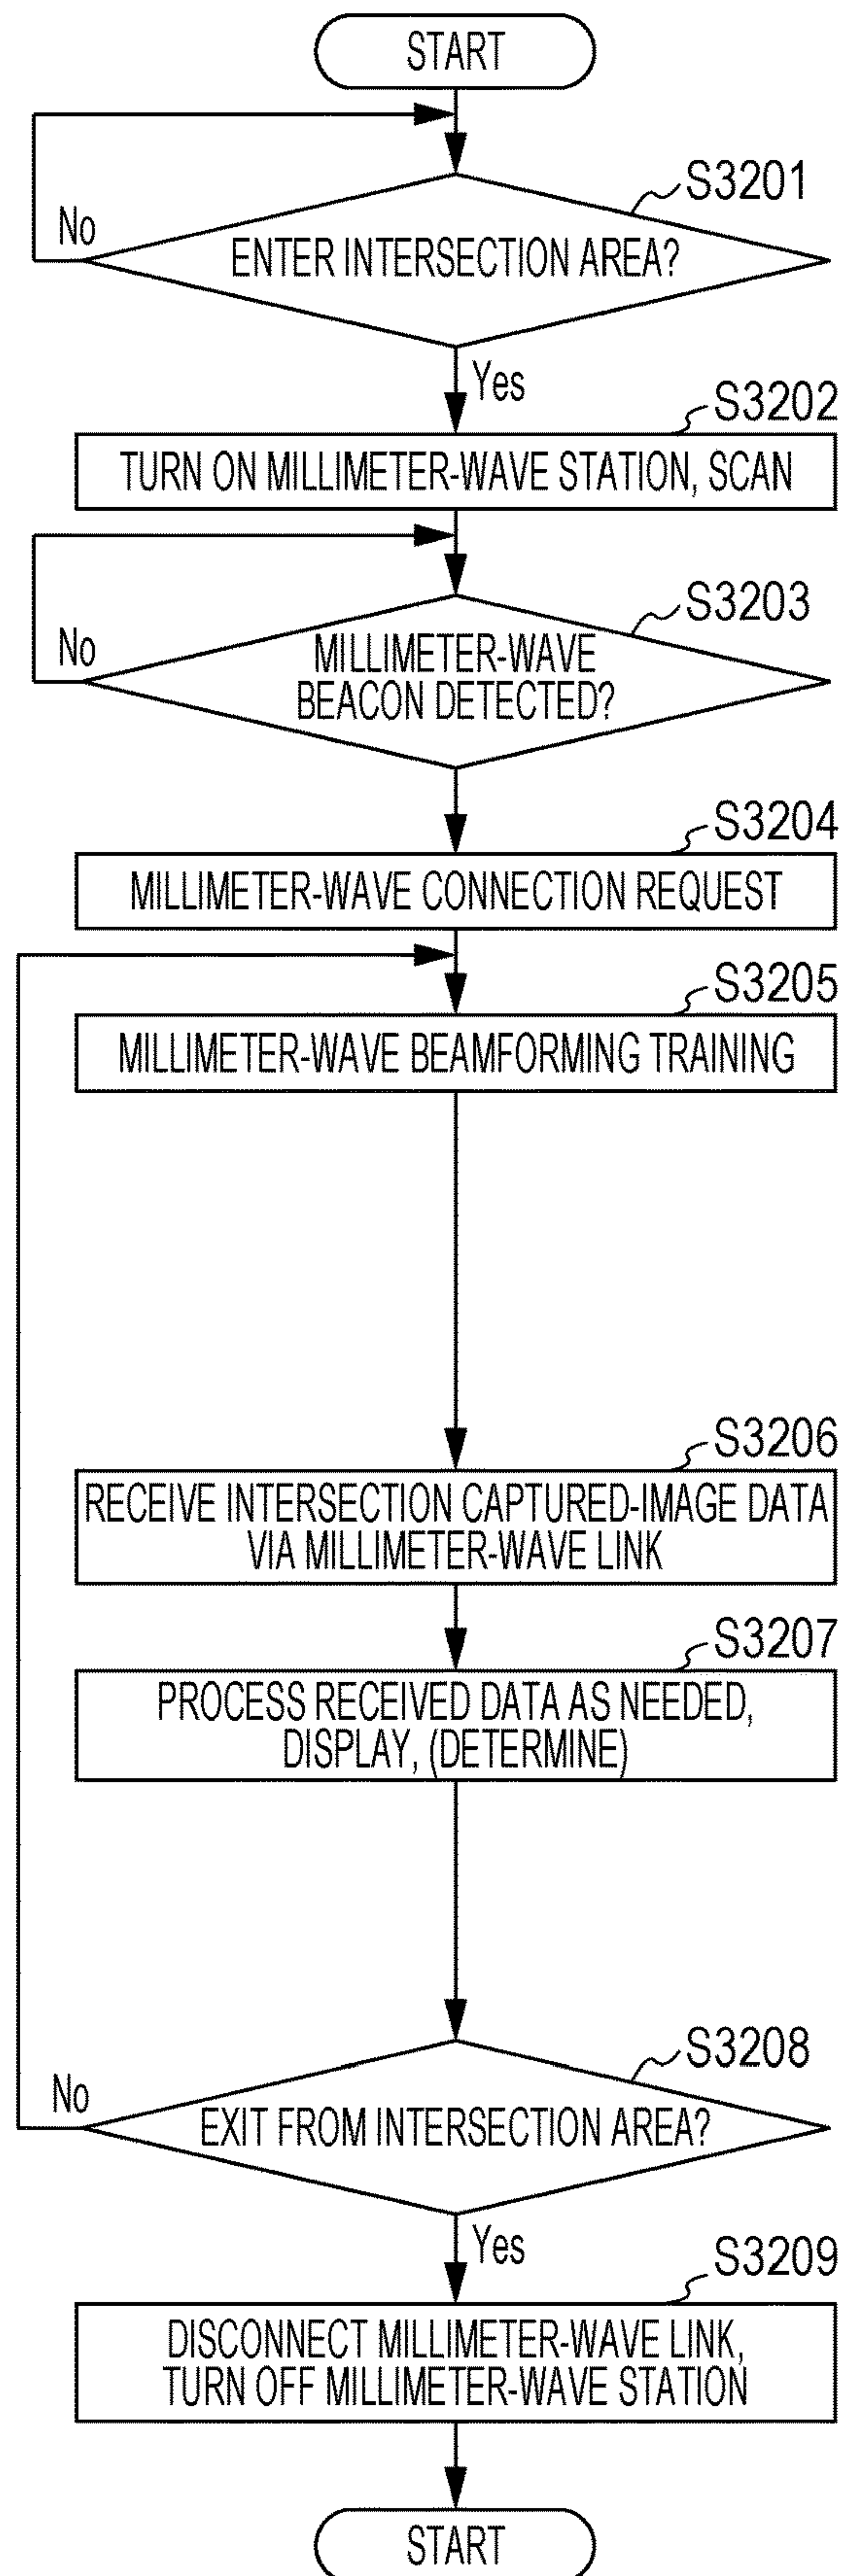 START
S3201
No
ENTER INTERSECTION AREA?
Yes
S3202
TURN ON MILLIMETER-WAVE STATION, SCAN
S3203
No
MILLIMETER-WAVE
BEACON DETECTED?
S3204
MILLIMETER-WAVE CONNECTION REQUEST
S3205
MILLIMETER-WAVE BEAMFORMING TRAINING
S3206
RECEIVE INTERSECTION CAPTURED-IMAGE DATA
VIA MILLIMETER-WAVE LINK
S3207
PROCESS RECEIVED DATA AS NEEDED,
DISPLAY, (DETERMINE)
S3208
No
EXIT FROM INTERSECTION AREA?
Yes
S3209
DISCONNECT MILLIMETER-WAVE LINK,
TURN OFF MILLIMETER-WAVE STATION
START